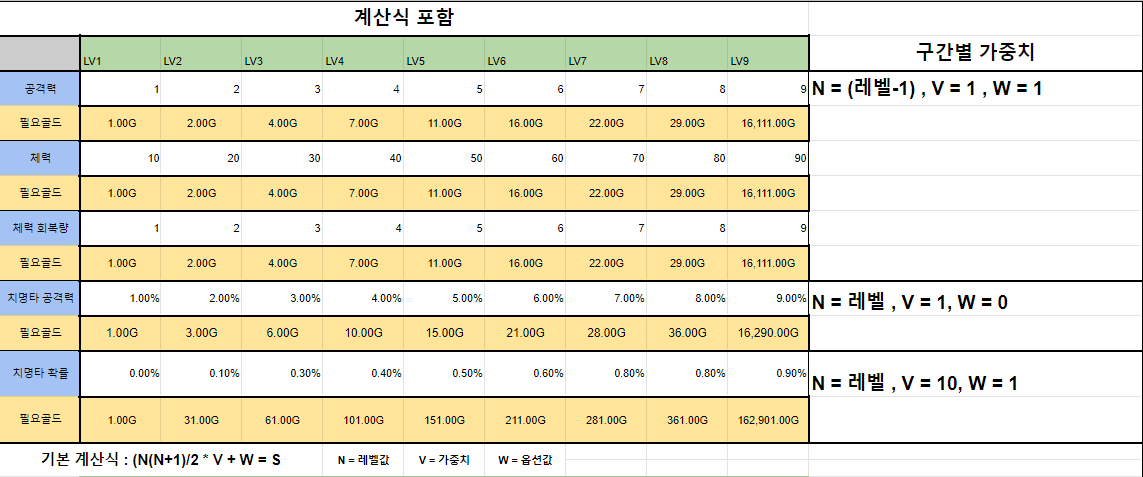 계산식 포함
LV1 LV2 LV3 LV4 LV5 LV6 LV7 LV8 LV9 구간별 가중치
공격력 1 2 3 4 5 6 7 8 9 N = (레벨-1) , V = 1 , W = 1
필요골드 1.00G 2.00G 4.00G 7.00G 11.00G 16.00G 22.00G 29.00G 16,111.00G
체력 10 20 30 40 50 60 70 80 90
필요골드 1.00G 2.00G 4.00G 7.00G 11.00G 16.00G 22.00G 29.00G 16,111.00G
체력 회복량 1 2 3 4 5 6 7 8 9
필요골드 1.00G 2.00G 4.00G 7.00G 11.00G 16.00G 22.00G 29.00G 16,111.00G
치명타 공격력 1.00% 2.00% 3.00% 4.00% 5.00% 6.00% 7.00% 8.00% 9.00% N = 레벨 , V = 1, W = 0
필요골드 1.00G 3.00G 6.00G 10.00G 15.00G 21.00G 28.00G 36.00G 16,290.00G
치명타 확률 0.00% 0.10% 0.30% 0.40% 0.50% 0.60% 0.80% 0.80% 0.90% N = 레벨 , V = 10, W = 1
필요골드 1.00G 31.00G 61.00G 101.00G 151.00G 211.00G 281.00G 361.00G 162,901.00G
기본 계산식 : (N(N+1)/2 * V + W = S N = 레벨값 V = 가중치 W = 옵션값